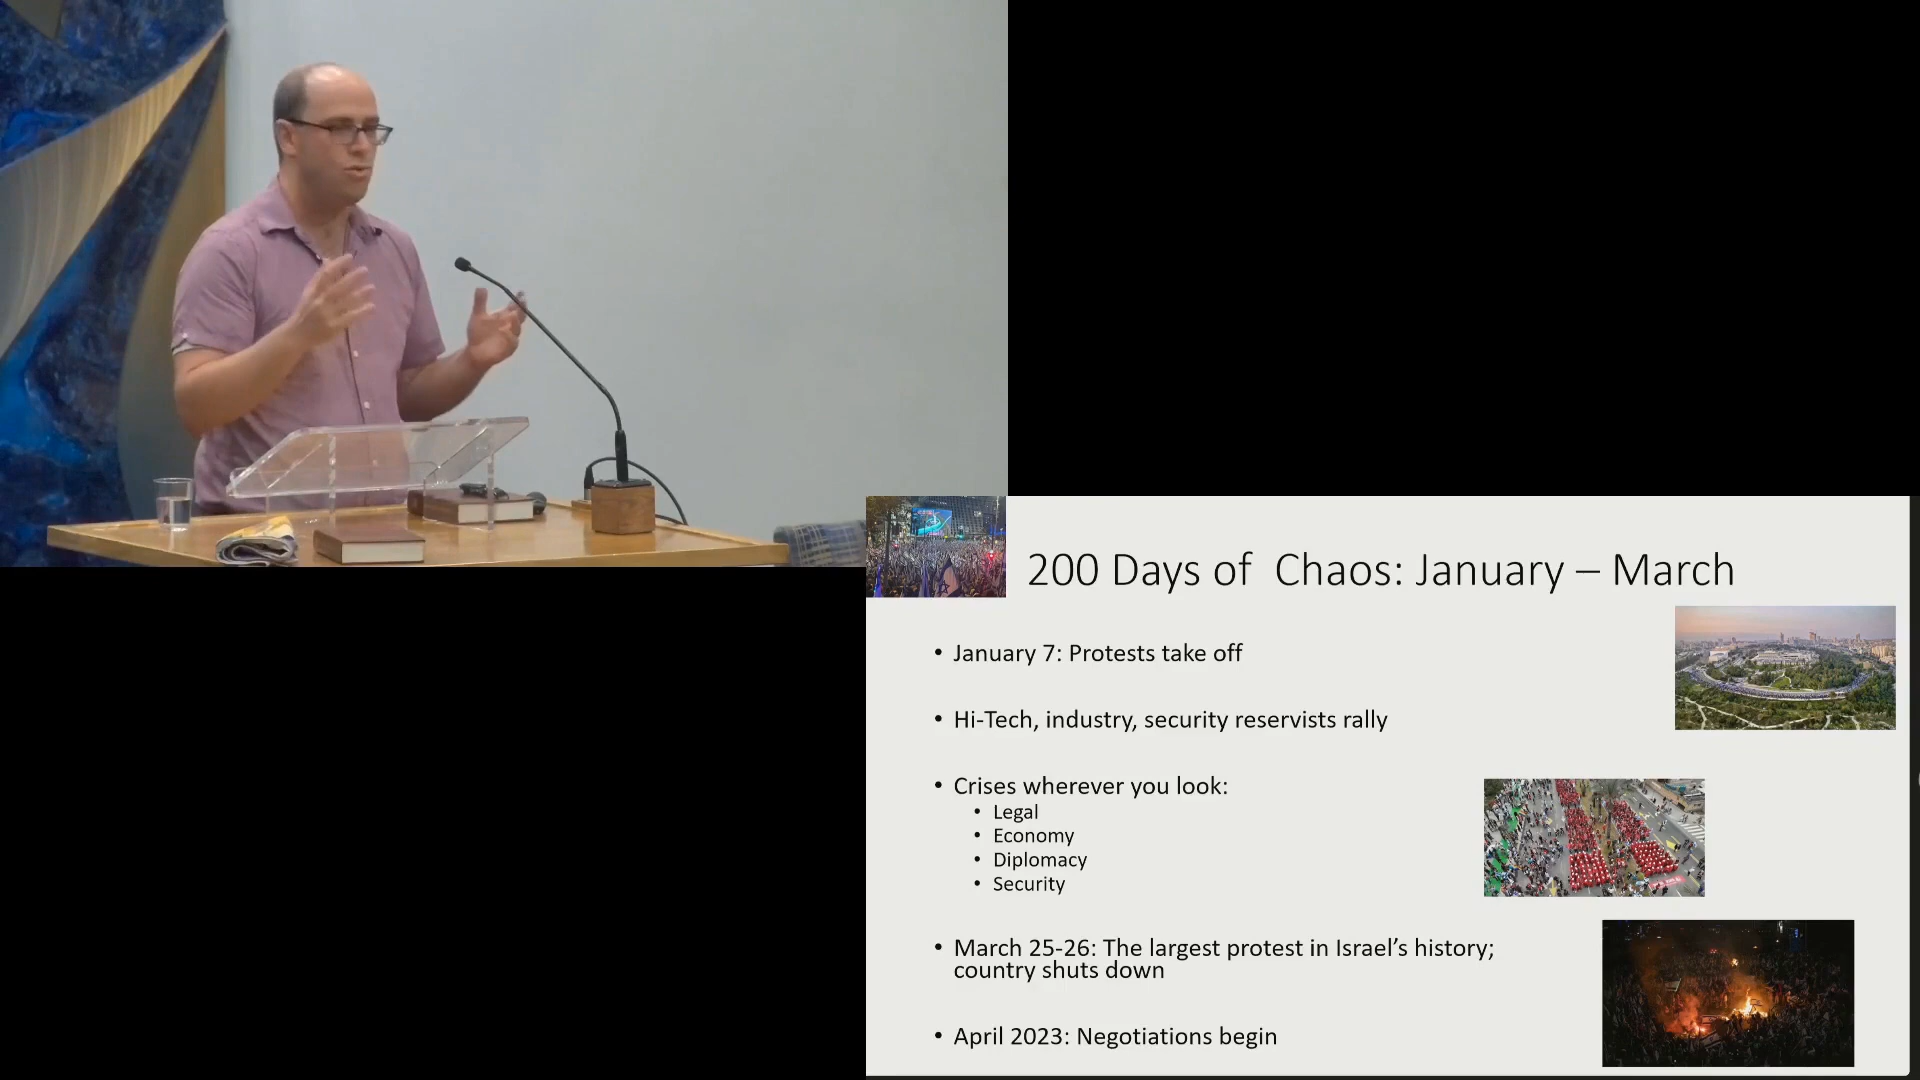 200 Days of  Chaos: January – March
• January 7: Protests take off
• Hi-Tech, industry, security reservists rally
• Crises wherever you look:
• Legal
• Economy
• Diplomacy
• Security
• March 25-26: The largest protest in Israel’s history;
country shuts down
• April 2023: Negotiations begin